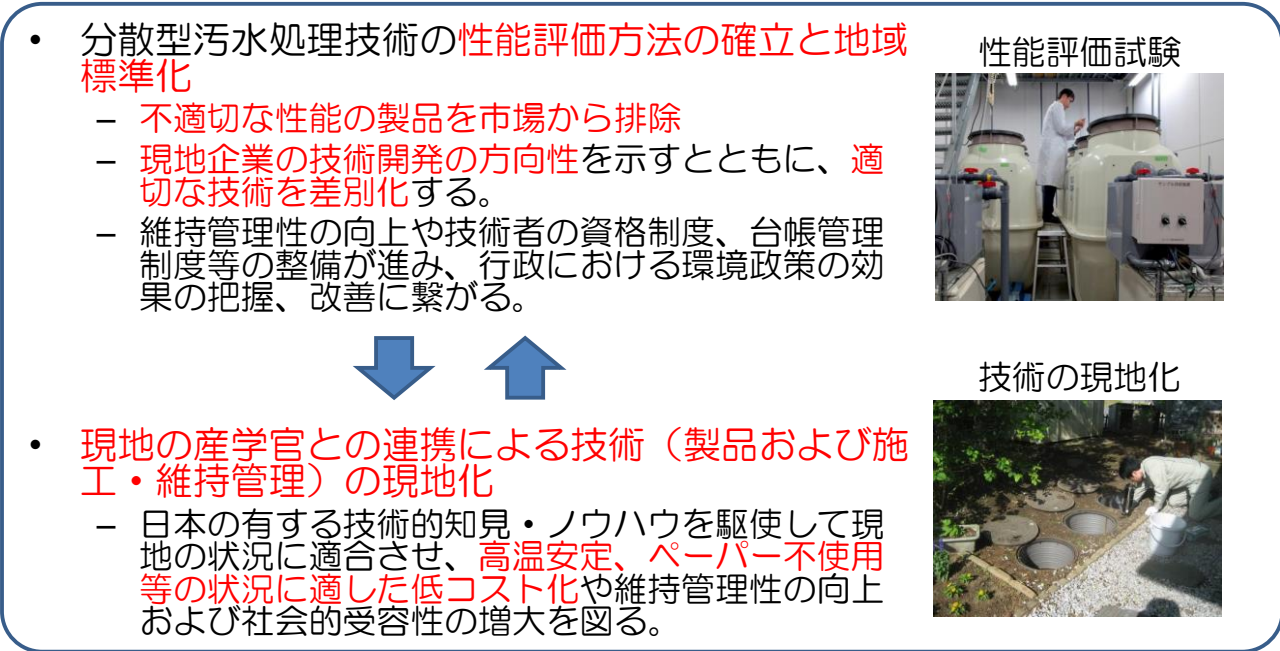 • 分散型汚水処理技術の性能評価方法の確立と地域
標準化
– 不適切な性能の製品を市場から排除
– 現地企業の技術開発の方向性を示すとともに、適
切な技術を差別化する。
– 維持管理性の向上や技術者の資格制度、台帳管理
制度等の整備が進み、行政における環境政策の効
果の把握、改善に繋がる。
• 現地の産学官との連携による技術（製品および施
工・維持管理）の現地化
– 日本の有する技術的知見・ノウハウを駆使して現
地の状況に適合させ、高温安定、ペーパー不使用
等の状況に適した低コスト化や維持管理性の向上
および社会的受容性の増大を図る。
性能評価試験
技術の現地化